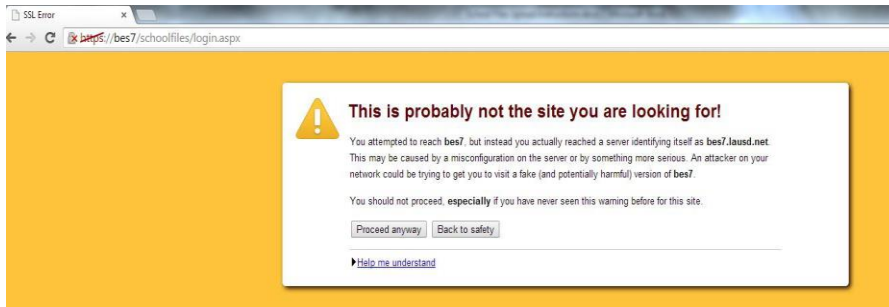 SSL Error
https://bes7/schoolfiles/login.aspx
This is probably not the site you are looking for!
You attempted to reach bes7, but instead you actually reached a server identifying itself as bes7.lausd.net.
This may be caused by a misconfiguration on the server or by something more serious. An attacker on your
network could be trying to get you to visit a fake (and potentially harmful) version of bes7.
You should not proceed, especially if you have never seen this warning before for this site.
Proceed anyway Back to safety
Help me understand